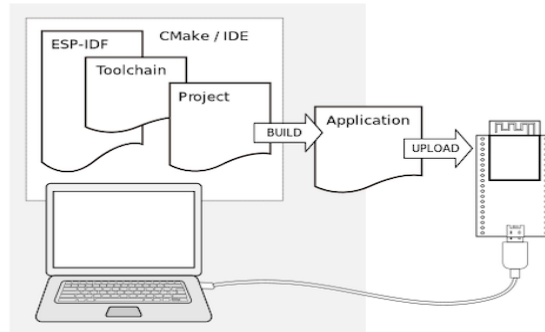 ESP-IDF
CMake / IDE
Toolchain
Project
BUILD
Application
UPLOAD